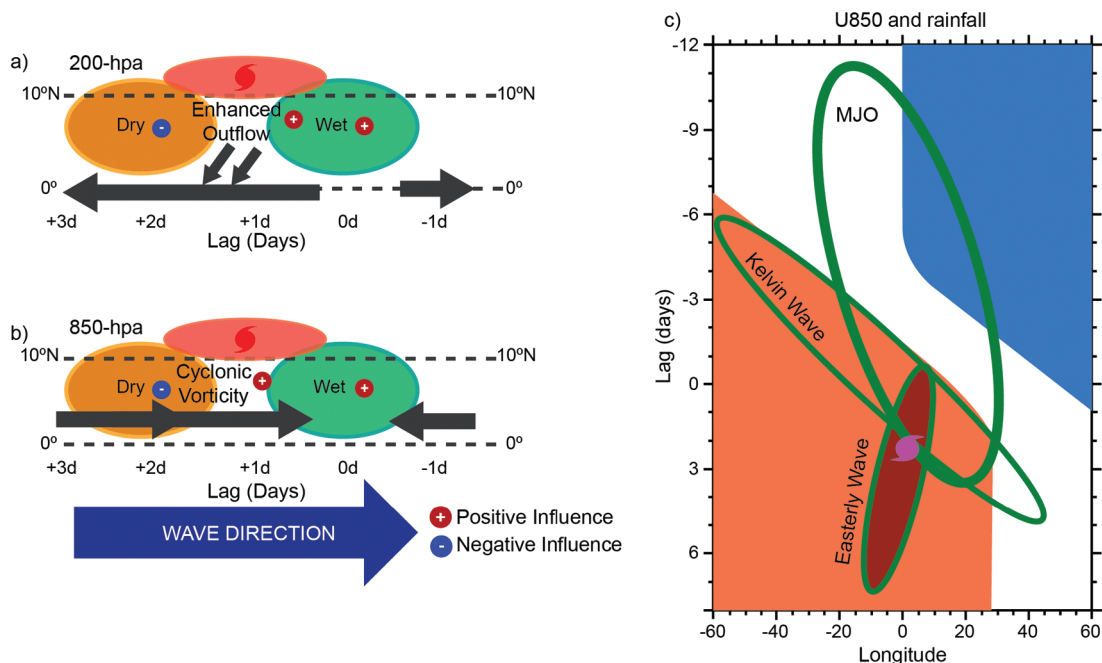 a)
200-hpa
10ºN
10ºN
Enhanced
Outflow
Dry
-
+
Wet
+
0º
0º
+3d
+2d
+1d
0d
-1d
Lag (Days)
b)
850-hpa
10ºN
10ºN
Cyclonic
Vorticity
Dry
-
+
Wet
+
0º
0º
+3d
+2d
+1d
0d
-1d
Lag (Days)
WAVE DIRECTION
+ Positive Influence
- Negative Influence
c)
U850 and rainfall
-12
-9
-6
-3
0
3
6
Lag (days)
MJO
Kelvin Wave
Easterly Wave
-60
-40
-20
0
20
40
60
Longitude